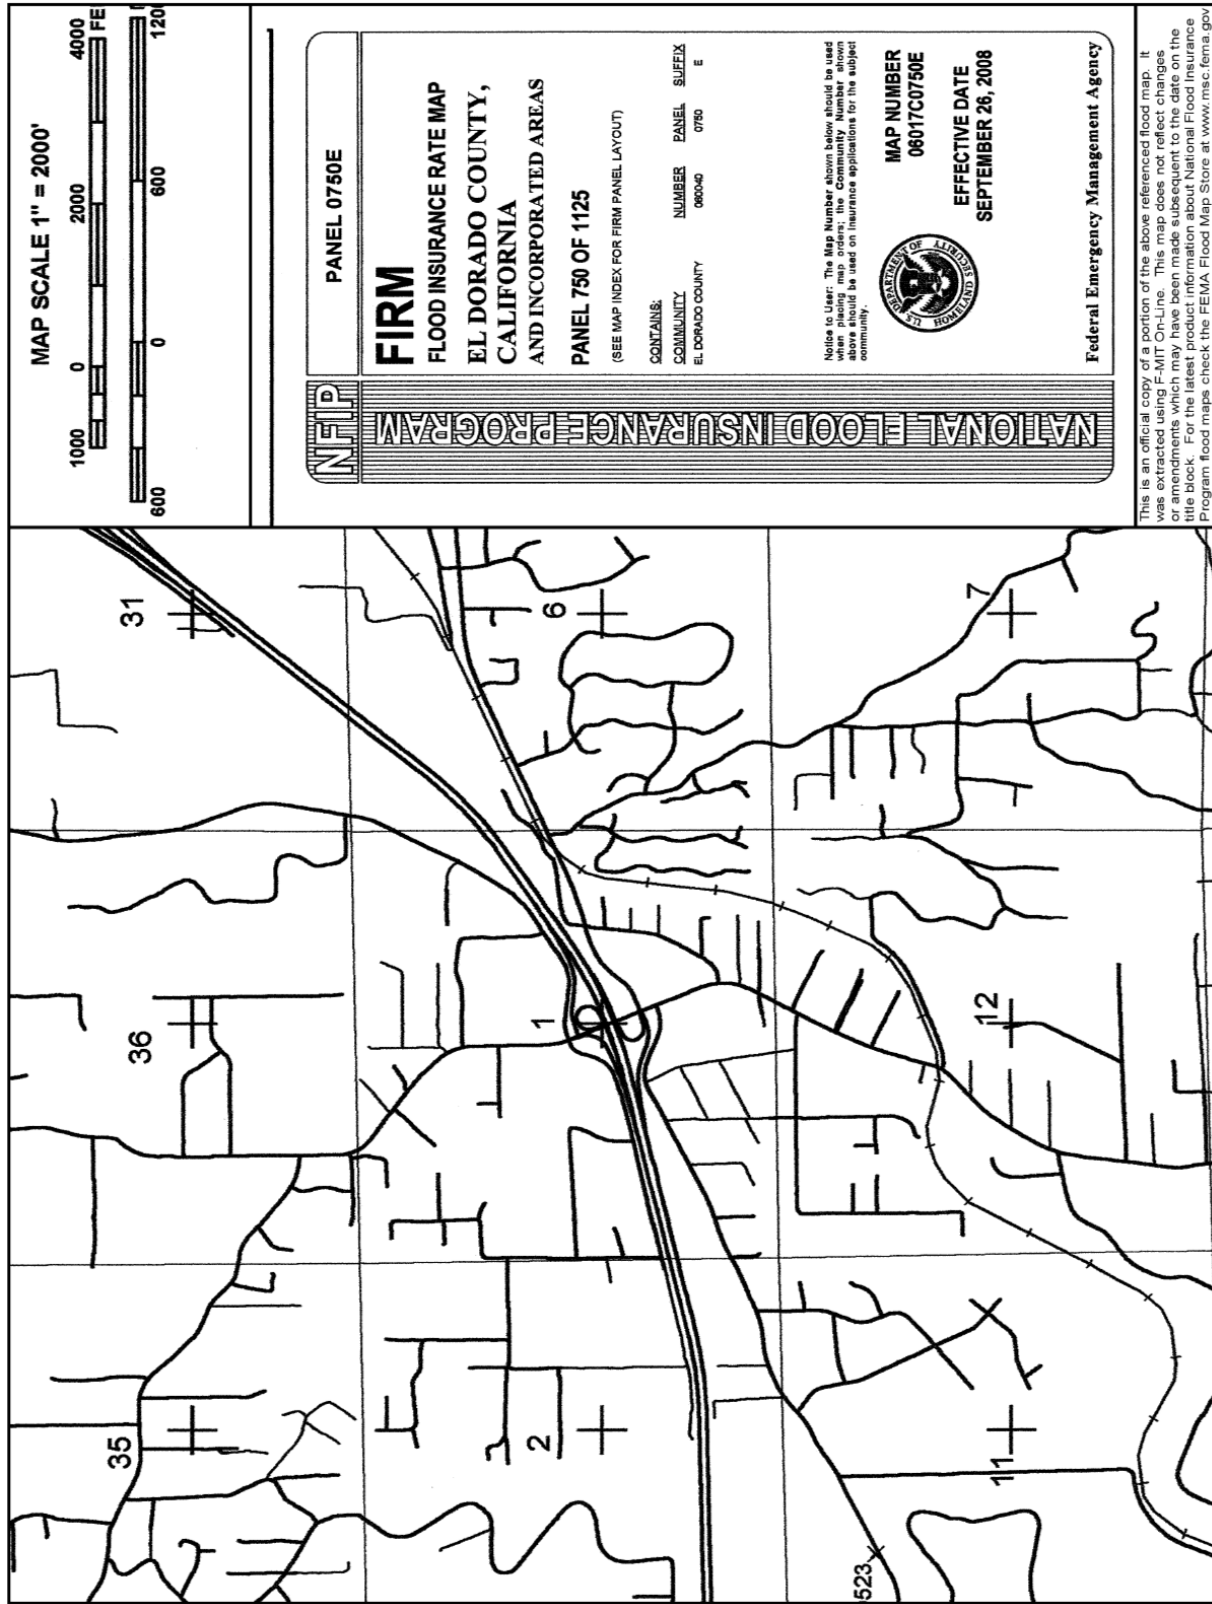 MAP SCALE 1" = 2000'
1000 0 2000 4000
FE
600 0 600 1200
NFIP
PANEL 0750E
NATIONAL FLOOD INSURANCE PROGRAM
FIRM
FLOOD INSURANCE RATE MAP
EL DORADO COUNTY,
CALIFORNIA
AND INCORPORATED AREAS
PANEL 750 OF 1125
(SEE MAP INDEX FOR FIRM PANEL LAYOUT)
CONTAINS:
COMMUNITY NUMBER PANEL SUFFIX
EL DORADO COUNTY 060040 0750 E
Notice to User: The Map Number shown below should be used
when placing map orders; the Community Number shown
above should be used on insurance applications for the subject
community.
U.S. DEPARTMENT OF HOMELAND SECURITY
MAP NUMBER
06017C0750E
EFFECTIVE DATE
SEPTEMBER 26, 2008
Federal Emergency Management Agency
This is an official copy of a portion of the above referenced flood map. It
was extracted using F-MIT On-Line. This map does not reflect changes
or amendments which may have been made subsequent to the date on the
title block. For the latest product information about National Flood Insurance
Program flood maps check the FEMA Flood Map Store at www.msc.fema.gov
35
36
31
2
1
6
523
11
12
7